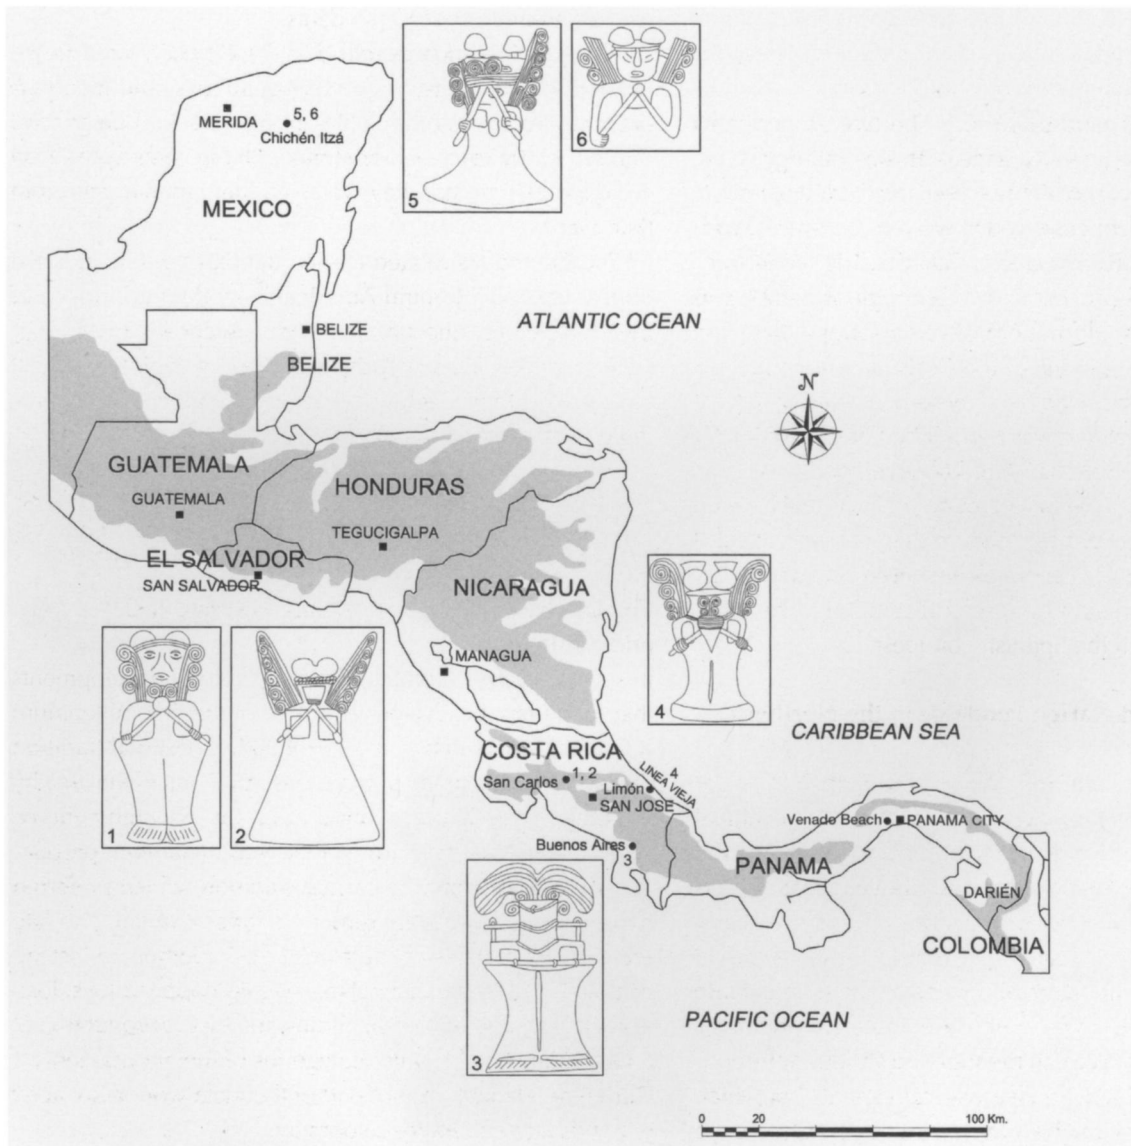 5
6
MERIDA
5, 6
Chichén Itzá
MEXICO
ATLANTIC OCEAN
BELIZE
BELIZE
N
GUATEMALA
HONDURAS
GUATEMALA
TEGUCIGALPA
EL SALVADOR
SAN SALVADOR
NICARAGUA
MANAGUA
1
2
4
CARIBBEAN SEA
COSTA RICA
San Carlos
1, 2
4
LINEA VIEJA
Limón
SAN JOSE
Buenos Aires
3
Venado Beach
PANAMA CITY
PANAMA
DARIÉN
COLOMBIA
3
PACIFIC OCEAN
0 20 100 Km.